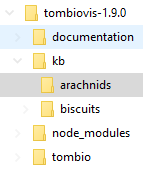 tombiovis-1.9.0
documentation
kb
arachnids
biscuits
node_modules
tombio